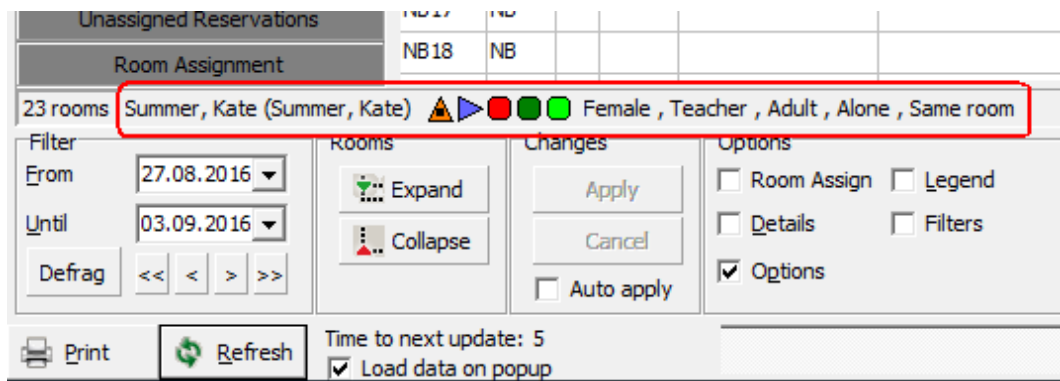 Unassigned Reservations
NB17 NB
NB18 NB
Room Assignment
23 rooms Summer, Kate (Summer, Kate) Female , Teacher , Adult , Alone , Same room
Filter Rooms Changes Options
From 27.08.2016 Expand Apply Room Assign Legend
Until 03.09.2016 Collapse Cancel Details Filters
Defrag << < > >> Auto apply Options
Print Refresh Time to next update: 5
Load data on popup